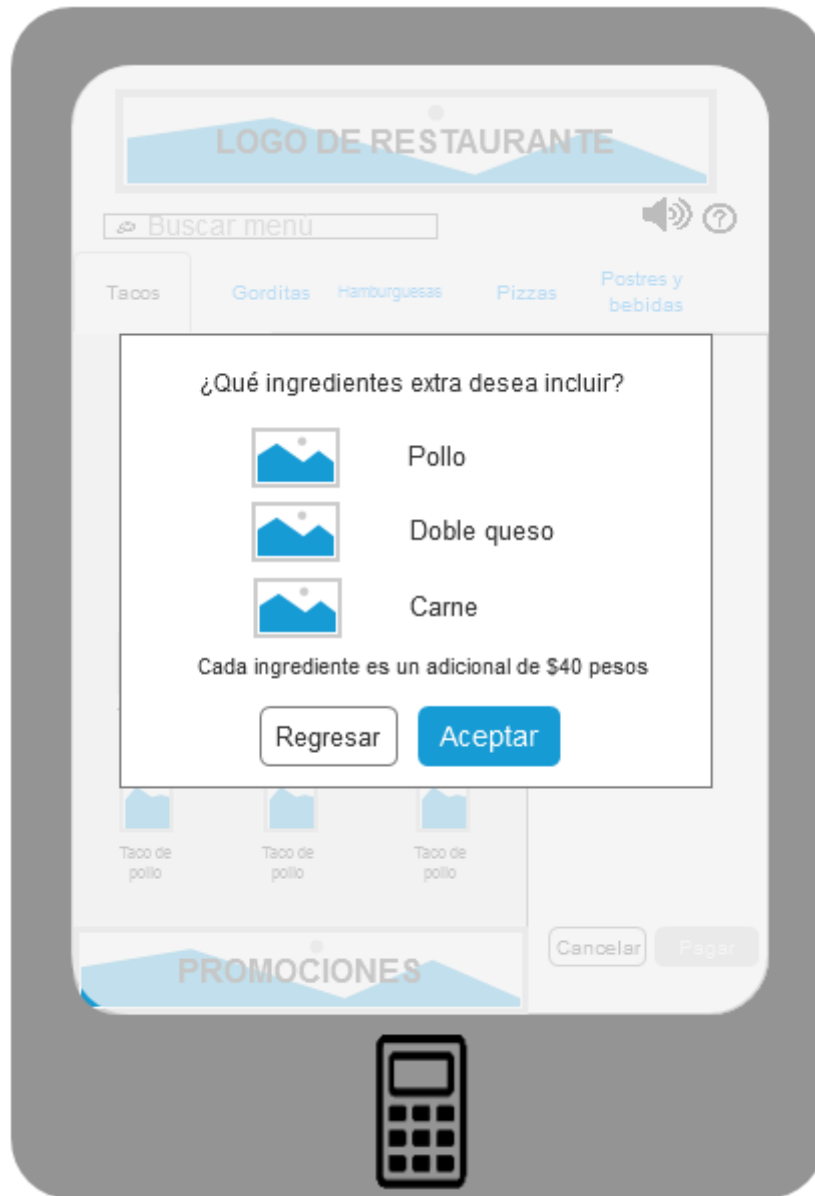 LOGO DE RESTAURANTE
Buscar menú
Tacos
Gorditas
Hamburguesas
Pizzas
Postres y
bebidas
¿Qué ingredientes extra desea incluir?
Pollo
Doble queso
Carne
Cada ingrediente es un adicional de $40 pesos
Regresar
Aceptar
Taco de
pollo
Taco de
pollo
Taco de
pollo
Cancelar
Pagar
PROMOCIONES